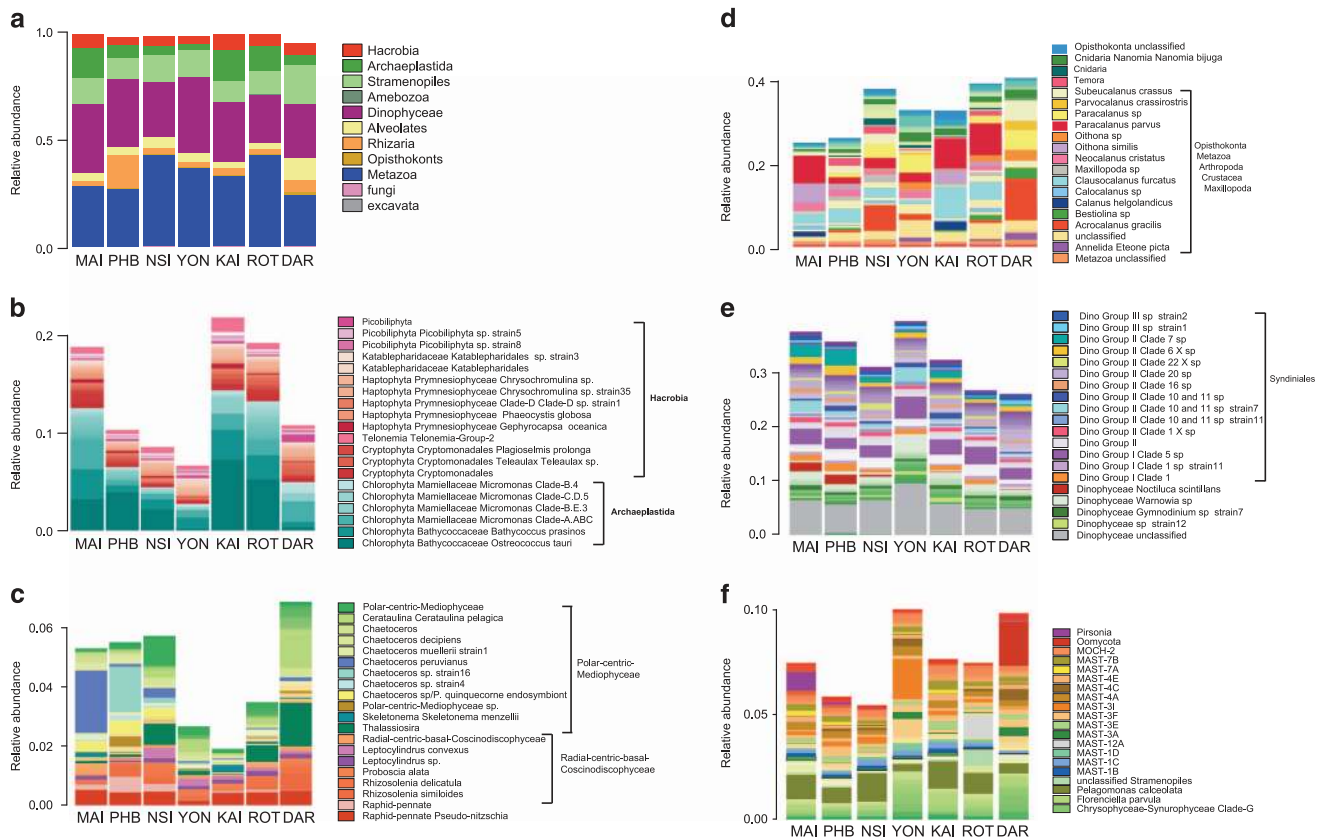 a
1.0
0.5
0.0
Relative abundance
MAI PHB NSI YON KAI ROT DAR
Hacrobia
Archaeplastida
Stramenopiles
Amebozoa
Dinophyceae
Alveolates
Rhizaria
Opisthokonts
Metazoa
fungi
excavata
b
0.2
0.1
0.0
Relative abundance
MAI PHB NSI YON KAI ROT DAR
Picobiliphyta
Picobiliphyta Picobiliphyta sp. strain5
Picobiliphyta Picobiliphyta sp. strain8
Katablepharidaceae Katablepharidales sp. strain3
Katablepharidaceae Katablepharidales
Haptophyta Prymnesiophyceae Chrysochromulina sp.
Haptophyta Prymnesiophyceae Chrysochromulina sp. strain35
Haptophyta Prymnesiophyceae Clade-D Clade-D sp. strain1
Haptophyta Prymnesiophyceae Phaeocystis globosa
Haptophyta Prymnesiophyceae Gephyrocapsa oceanica
Telonemia Telonemia-Group-2
Cryptophyta Cryptomonadales Plagioselmis prolonga
Cryptophyta Cryptomonadales Teleaulax Teleaulax sp.
Cryptophyta Cryptomonadales
Chlorophyta Mamiellaceae Micromonas Clade-B.4
Chlorophyta Mamiellaceae Micromonas Clade-C.D.5
Chlorophyta Mamiellaceae Micromonas Clade-B.E.3
Chlorophyta Mamiellaceae Micromonas Clade-A.ABC
Chlorophyta Bathycoccaceae Bathycoccus prasinos
Chlorophyta Bathycoccaceae Ostreococcus tauri
Hacrobia
Archaeplastida
c
0.06
0.04
0.02
0.00
Relative abundance
MAI PHB NSI YON KAI ROT DAR
Polar-centric-Mediophyceae
Cerataulina Cerataulina pelagica
Chaetoceros
Chaetoceros decipiens
Chaetoceros muellerii strain1
Chaetoceros peruvianus
Chaetoceros sp. strain16
Chaetoceros sp. strain4
Chaetoceros sp/P. quinquecorne endosymbiont
Polar-centric-Mediophyceae sp.
Skeletonema Skeletonema menzellii
Thalassiosira
Radial-centric-basal-Coscinodiscophyceae
Leptocylindrus convexus
Leptocylindrus sp.
Proboscia alata
Rhizosolenia delicatula
Rhizosolenia similoides
Raphid-pennate
Raphid-pennate Pseudo-nitzschia
Polar-centric-
Mediophyceae
Radial-centric-basal-
Coscinodiscophyceae
d
0.4
0.2
0.0
Relative abundance
MAI PHB NSI YON KAI ROT DAR
Opisthokonta unclassified
Cnidaria Nanomia Nanomia bijuga
Cnidaria
Temora
Subeucalanus crassus
Parvocalanus crassirostris
Paracalanus sp
Paracalanus parvus
Oithona sp
Oithona similis
Neocalanus cristatus
Maxillopoda sp
Clausocalanus furcatus
Calocalanus sp
Calanus helgolandicus
Bestiolina sp
Acrocalanus gracilis
unclassified
Annelida Eteone picta
Metazoa unclassified
Opisthokonta
Metazoa
Arthropoda
Crustacea
Maxillopoda
e
0.3
0.2
0.1
0.0
Relative abundance
MAI PHB NSI YON KAI ROT DAR
Dino Group III sp strain2
Dino Group III sp strain1
Dino Group II Clade 7 sp
Dino Group II Clade 6 X sp
Dino Group II Clade 22 X sp
Dino Group II Clade 20 sp
Dino Group II Clade 16 sp
Dino Group II Clade 10 and 11 sp
Dino Group II Clade 10 and 11 sp strain7
Dino Group II Clade 10 and 11 sp strain11
Dino Group II Clade 1 X sp
Dino Group II
Dino Group I Clade 5 sp
Dino Group I Clade 1 sp strain11
Dino Group I Clade 1
Dinophyceae Noctiluca scintillans
Dinophyceae Warnowia sp
Dinophyceae Gymnodinium sp strain7
Dinophyceae sp strain12
Dinophyceae unclassified
Syndiniales
f
0.10
0.05
0.00
Relative abundance
MAI PHB NSI YON KAI ROT DAR
Pirsonia
Oomycota
MOCH-2
MAST-7B
MAST-7A
MAST-4E
MAST-4C
MAST-4A
MAST-3I
MAST-3F
MAST-3E
MAST-3A
MAST-12A
MAST-1D
MAST-1C
MAST-1B
unclassified Stramenopiles
Pelagomonas calceolata
Florenciella parvula
Chrysophyceae-Synurophyceae Clade-G